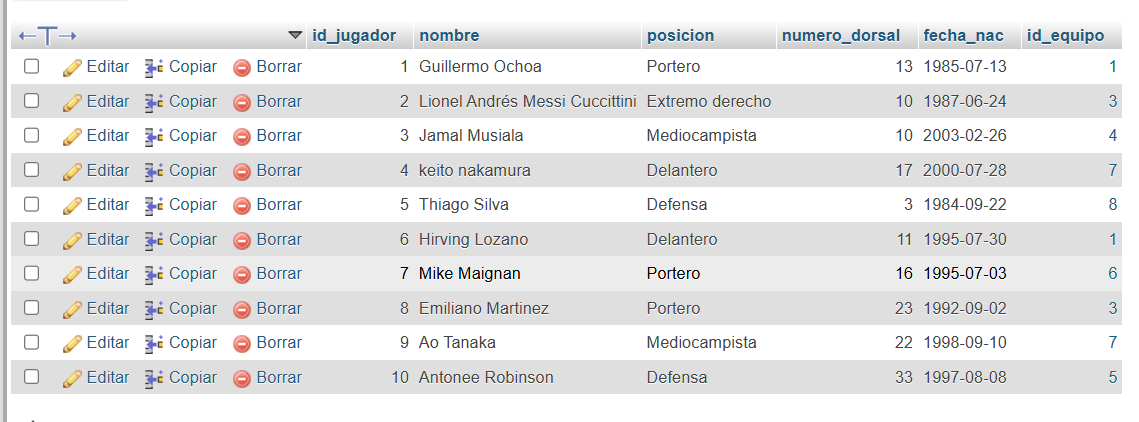 id_jugador nombre posicion numero_dorsal fecha_nac id_equipo
Editar Copiar Borrar 1 Guillermo Ochoa Portero 13 1985-07-13 1
Editar Copiar Borrar 2 Lionel Andrés Messi Cuccittini Extremo derecho 10 1987-06-24 3
Editar Copiar Borrar 3 Jamal Musiala Mediocampista 10 2003-02-26 4
Editar Copiar Borrar 4 keito nakamura Delantero 17 2000-07-28 7
Editar Copiar Borrar 5 Thiago Silva Defensa 3 1984-09-22 8
Editar Copiar Borrar 6 Hirving Lozano Delantero 11 1995-07-30 1
Editar Copiar Borrar 7 Mike Maignan Portero 16 1995-07-03 6
Editar Copiar Borrar 8 Emiliano Martinez Portero 23 1992-09-02 3
Editar Copiar Borrar 9 Ao Tanaka Mediocampista 22 1998-09-10 7
Editar Copiar Borrar 10 Antonee Robinson Defensa 33 1997-08-08 5